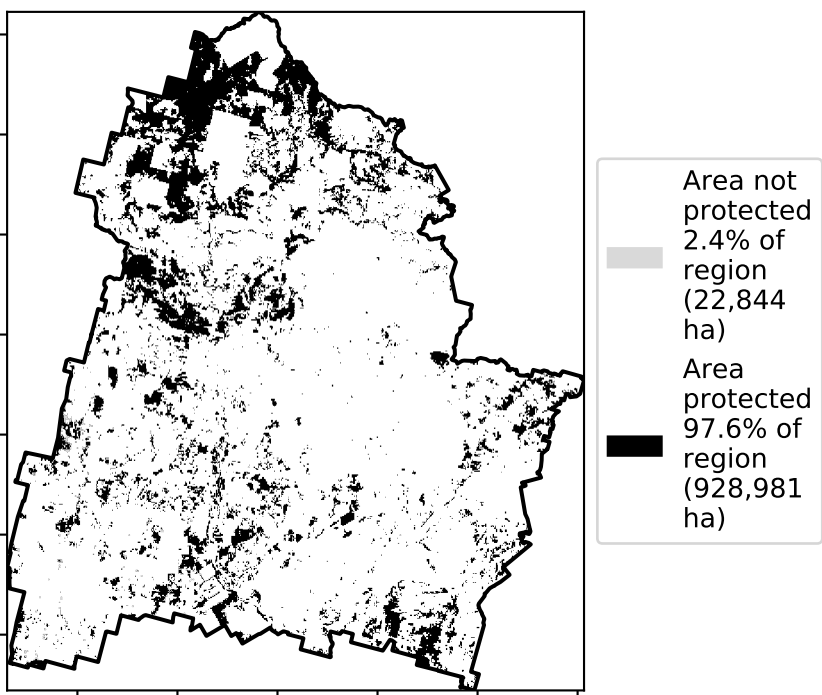 Area not
protected
2.4% of
region
(22,844
ha)
Area
protected
97.6% of
region
(928,981
ha)